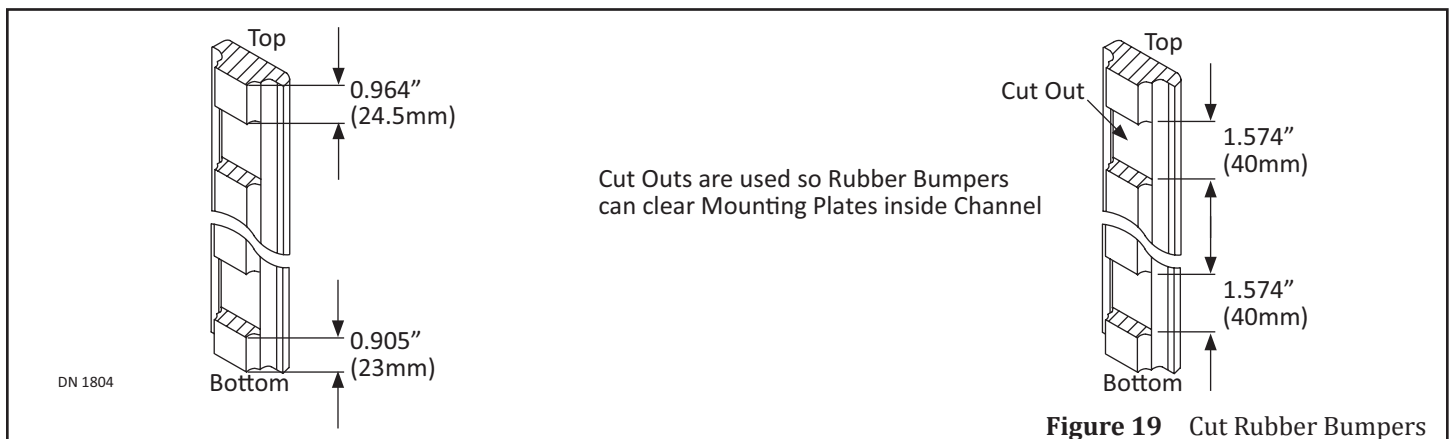 Top
0.964”
(24.5mm)
0.905”
(23mm)
Bottom
DN 1804
Cut Outs are used so Rubber Bumpers
can clear Mounting Plates inside Channel
Top
Cut Out
1.574”
(40mm)
1.574”
(40mm)
Bottom
Figure 19 Cut Rubber Bumpers